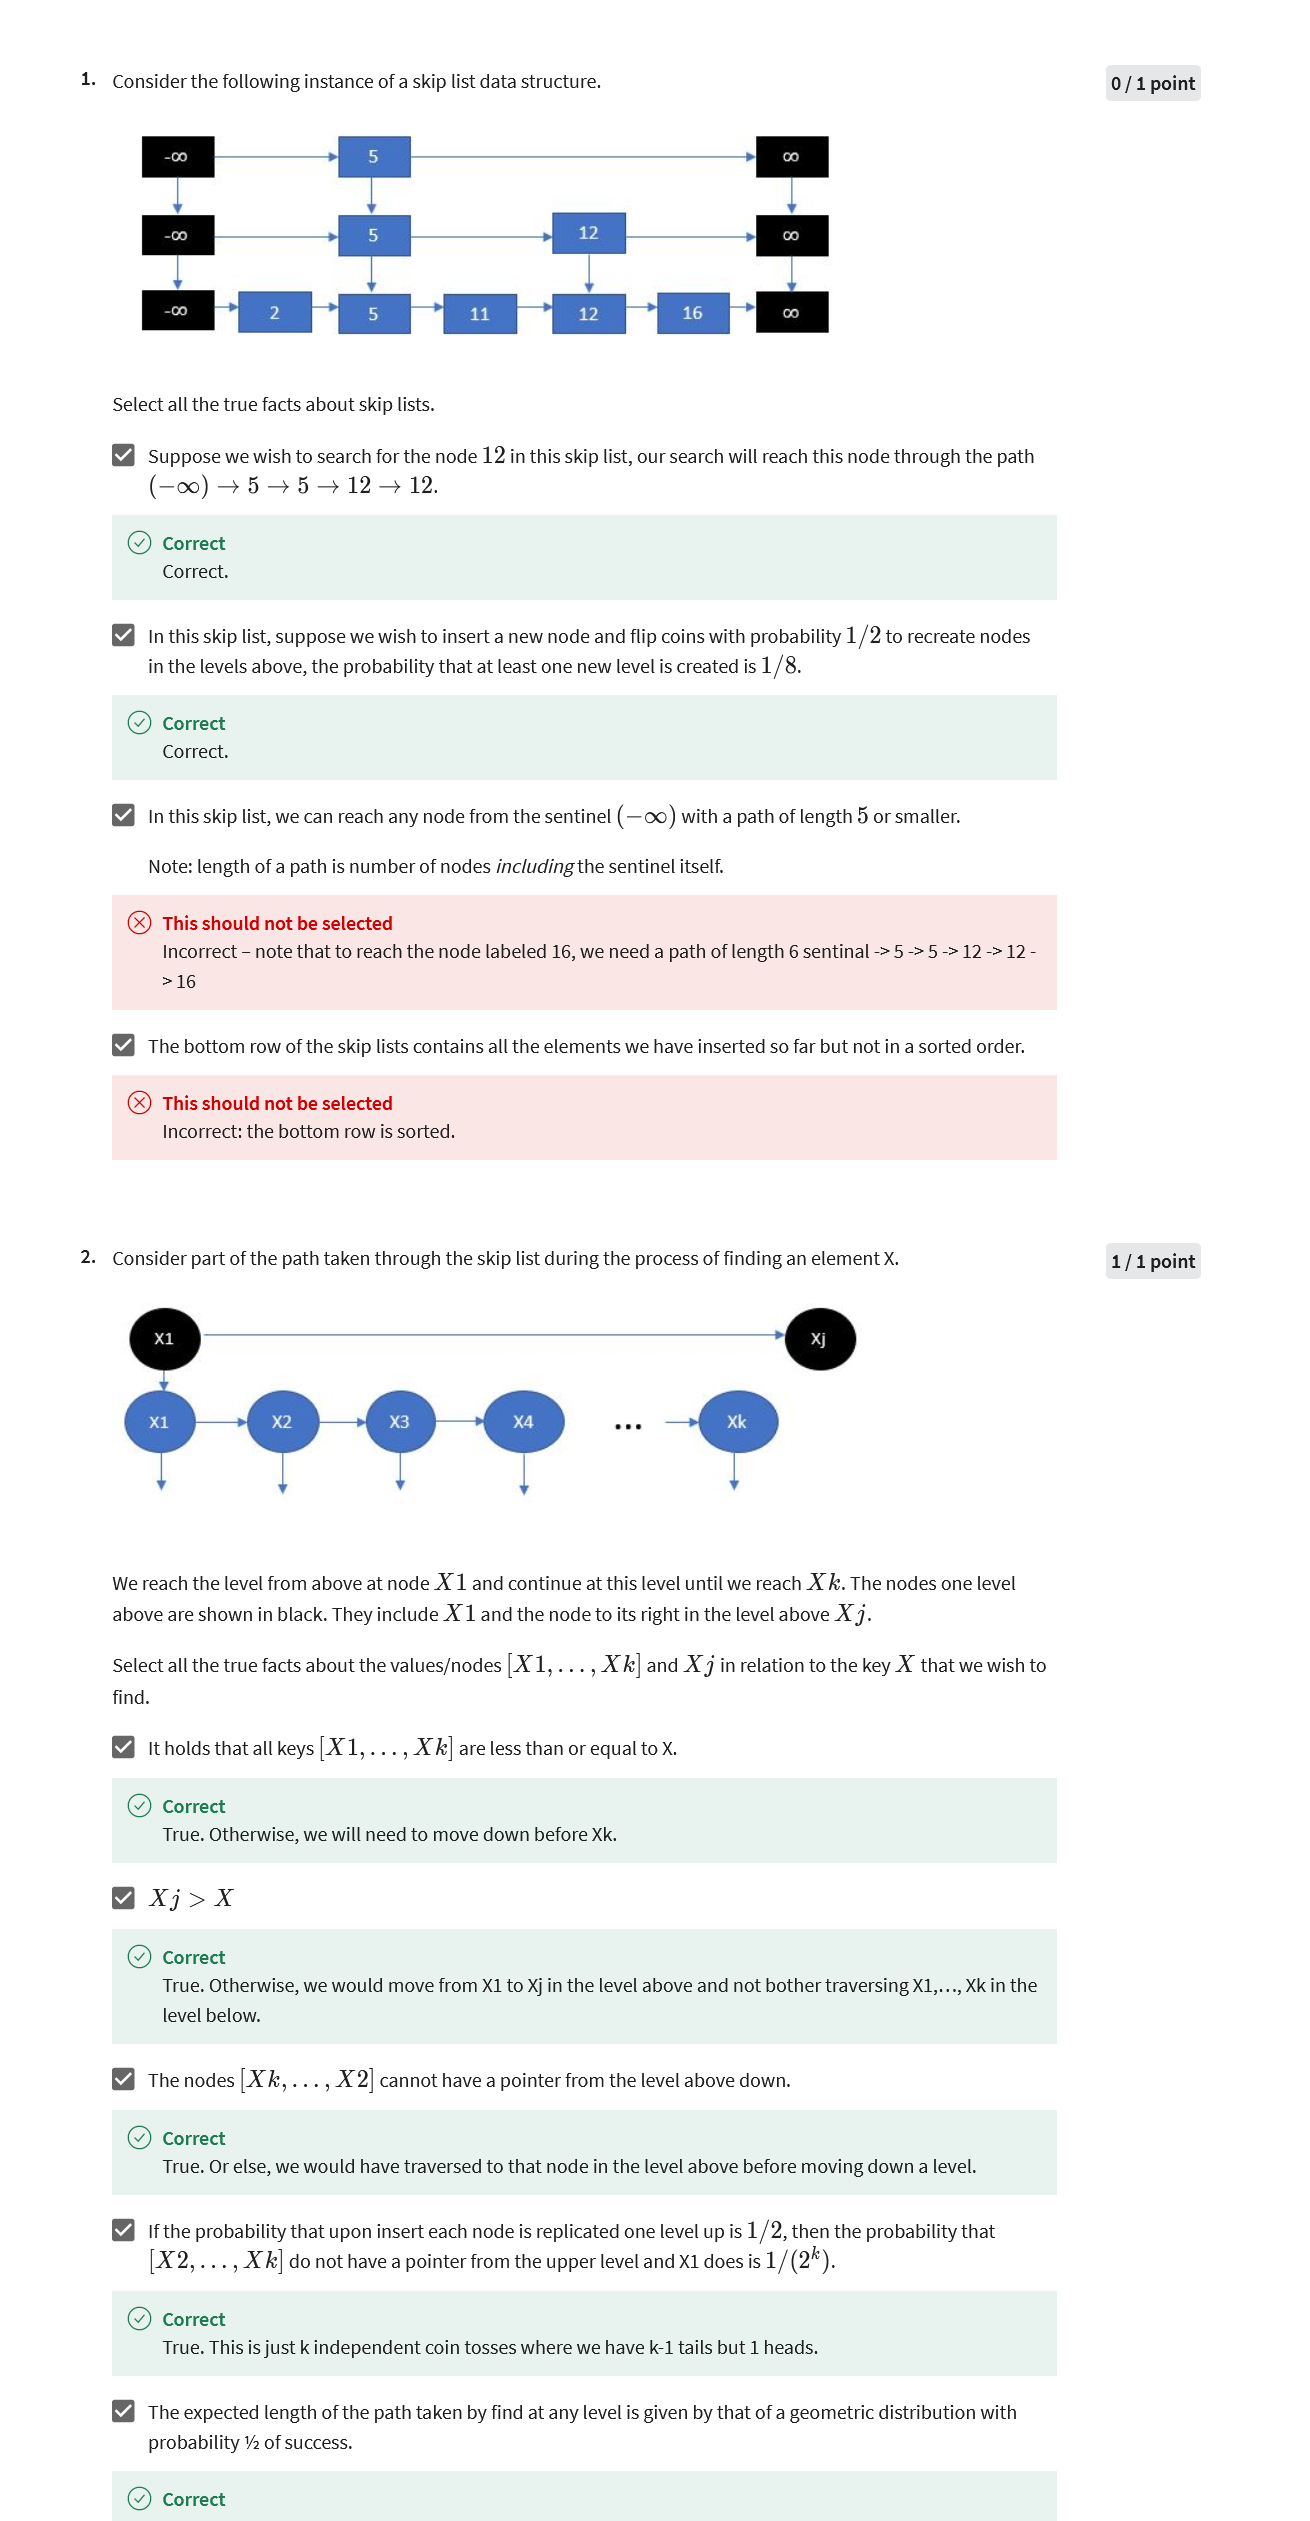 1. Consider the following instance of a skip list data structure.
0 / 1 point
-∞ 5 ∞
-∞ 5 12 ∞
-∞ 2 5 11 12 16 ∞
Select all the true facts about skip lists.
Suppose we wish to search for the node 12 in this skip list, our search will reach this node through the path
(−∞) → 5 → 5 → 12 → 12.
Correct
Correct.
In this skip list, suppose we wish to insert a new node and flip coins with probability 1/2 to recreate nodes
in the levels above, the probability that at least one new level is created is 1/8.
Correct
Correct.
In this skip list, we can reach any node from the sentinel (−∞) with a path of length 5 or smaller.
Note: length of a path is number of nodes including the sentinel itself.
This should not be selected
Incorrect – note that to reach the node labeled 16, we need a path of length 6 sentinal -> 5 -> 5 -> 12 -> 12 -
> 16
The bottom row of the skip lists contains all the elements we have inserted so far but not in a sorted order.
This should not be selected
Incorrect: the bottom row is sorted.
2. Consider part of the path taken through the skip list during the process of finding an element X.
1 / 1 point
X1 Xj
X1 X2 X3 X4 ... Xk
We reach the level from above at node X1 and continue at this level until we reach Xk. The nodes one level
above are shown in black. They include X1 and the node to its right in the level above Xj.
Select all the true facts about the values/nodes [X1, . . . , Xk] and Xj in relation to the key X that we wish to
find.
It holds that all keys [X1, . . . , Xk] are less than or equal to X.
Correct
True. Otherwise, we will need to move down before Xk.
Xj > X
Correct
True. Otherwise, we would move from X1 to Xj in the level above and not bother traversing X1,…, Xk in the
level below.
The nodes [Xk, . . . , X2] cannot have a pointer from the level above down.
Correct
True. Or else, we would have traversed to that node in the level above before moving down a level.
If the probability that upon insert each node is replicated one level up is 1/2, then the probability that
[X2, . . . , Xk] do not have a pointer from the upper level and X1 does is 1/(2^k).
Correct
True. This is just k independent coin tosses where we have k-1 tails but 1 heads.
The expected length of the path taken by find at any level is given by that of a geometric distribution with
probability ½ of success.
Correct